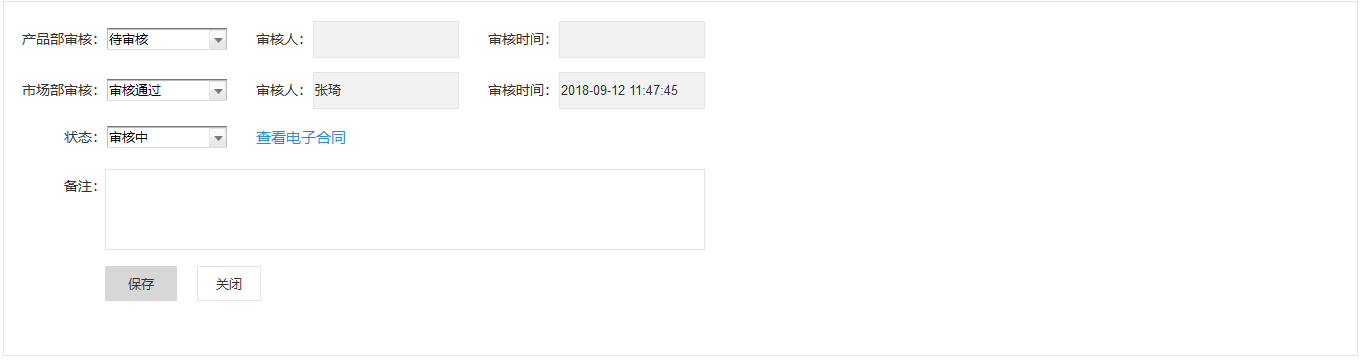 产品部审核： 待审核 审核人： 审核时间：
市场部审核： 审核通过 审核人： 张琦 审核时间： 2018-09-12 11:47:45
状态： 审核中 查看电子合同
备注：
保存 关闭